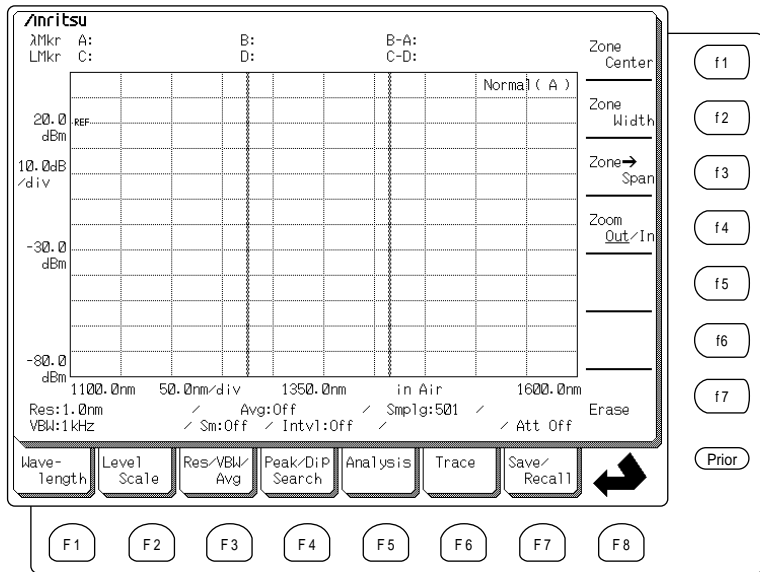 Anritsu
λMkr A: B: B-A:
LMkr C: D: C-D:
Normal( A )
20.0 REF
dBm
10.0dB
/div
-30.0
dBm
-80.0
dBm
1100.0nm 50.0nm/div 1350.0nm in Air 1600.0nm
Res:1.0nm / Avg:Off / Smplg:501 /
VBW:1kHz / Sm:Off / Intvl:Off / / Att Off
Zone
Center
Zone
Width
Zone→
Span
Zoom
Out/In
Erase
f1
f2
f3
f4
f5
f6
f7
Prior
Wave-
length
Level
Scale
Res/VBW/
Avg
Peak/Dip
Search
Analysis
Trace
Save/
Recall
F1 F2 F3 F4 F5 F6 F7 F8